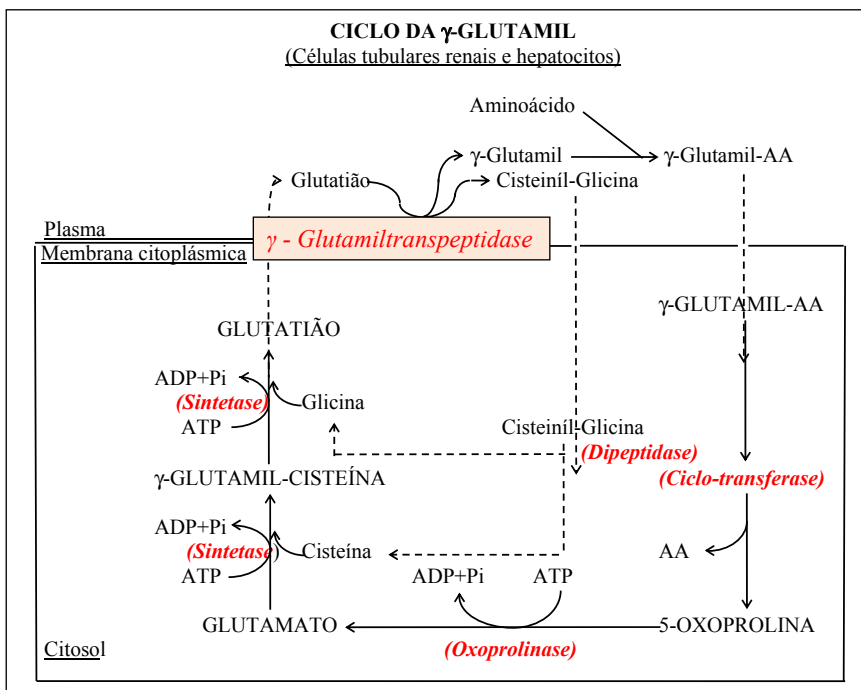 CICLO DA γ-GLUTAMIL
(Células tubulares renais e hepatocitos)
Aminoácido
γ-Glutamil
γ-Glutamil-AA
Glutatião
Cisteiníl-Glicina
Plasma
γ - Glutamiltranspeptidase
Membrana citoplásmica
γ-GLUTAMIL-AA
GLUTATIÃO
ADP+Pi
(Sintetase)
Glicina
ATP
Cisteiníl-Glicina
(Dipeptidase)
γ-GLUTAMIL-CISTEÍNA
(Ciclo-transferase)
ADP+Pi
(Sintetase)
Cisteína
AA
ATP
ADP+Pi
ATP
GLUTAMATO
5-OXOPROLINA
Citosol
(Oxoprolinase)